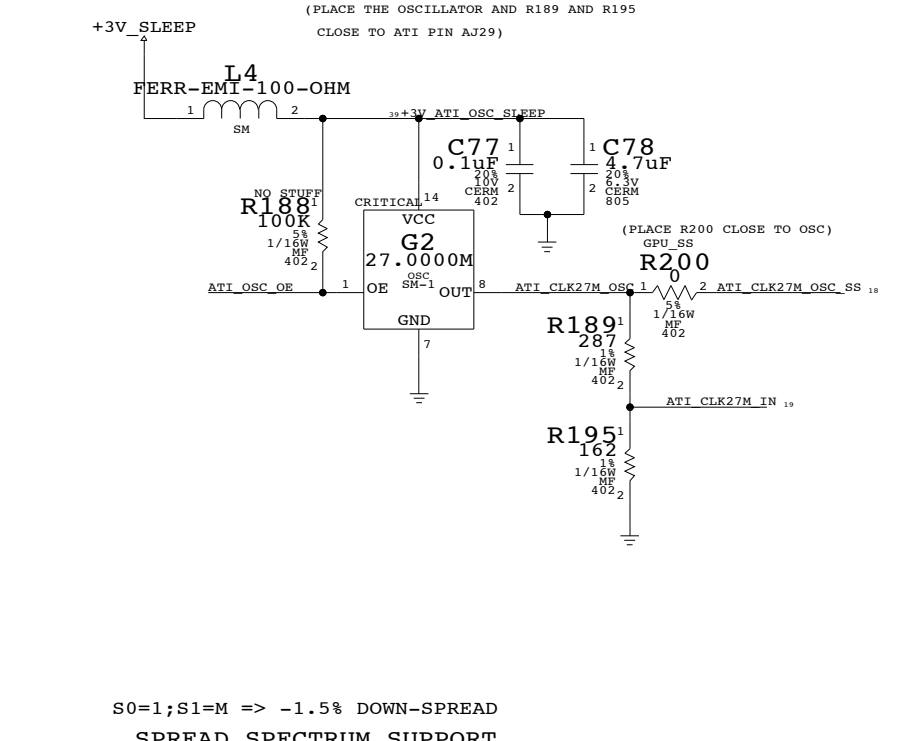 (PLACE THE OSCILLATOR AND R189 AND R195
CLOSE TO ATI PIN AJ29)
+3V_SLEEP
L4
FERR-EMI-100-OHM
1
2
SM
39
+3V_ATI_OSC_SLEEP
C77
0.1uF
20%
10V
CERM
402
1
2
C78
4.7uF
20%
6.3V
CERM
805
1
2
NO STUFF
R188
100K
5%
1/16W
MF
402
1
2
CRITICAL
14
VCC
G2
27.0000M
OSC
SM-1
OE
OUT
GND
1
8
7
ATI_OSC_OE
ATI_CLK27M_OSC
(PLACE R200 CLOSE TO OSC)
GPU_SS
R200
0
1
2
5%
1/16W
MF
402
ATI_CLK27M_OSC_SS
18
R189
287
1%
1/16W
MF
402
1
2
ATI_CLK27M_IN
19
R195
162
1%
1/16W
MF
402
1
2
S0=1;S1=M => -1.5% DOWN-SPREAD
SPREAD SPECTRUM SUPPORT